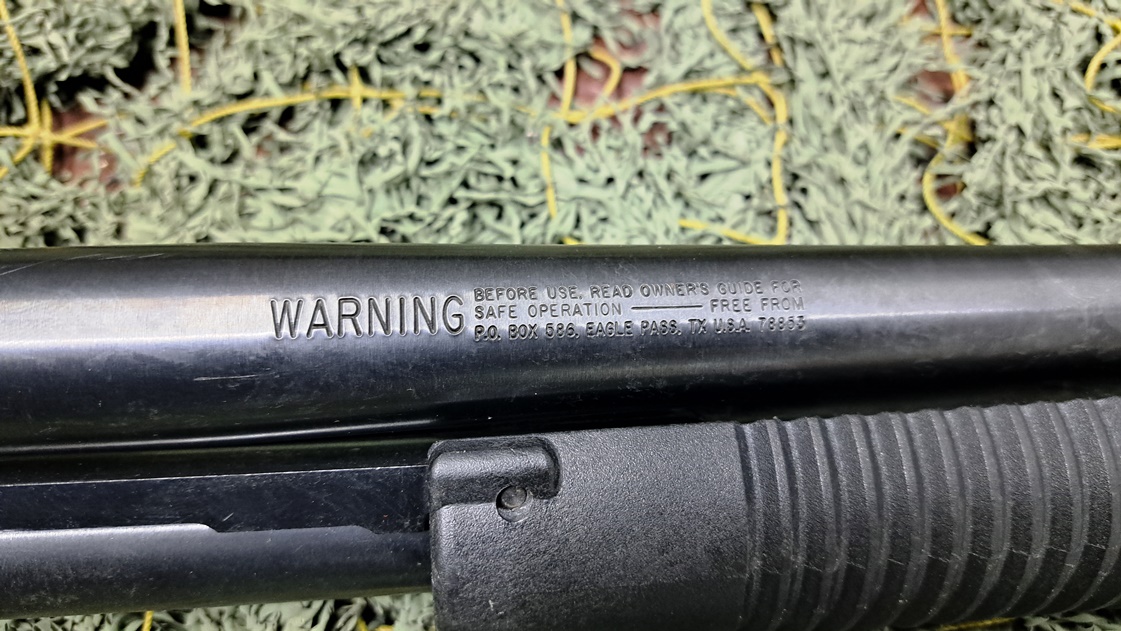 WARNING BEFORE USE, READ OWNER'S GUIDE FOR
SAFE OPERATION — FREE FROM
P.O. BOX 586, EAGLE PASS, TX U.S.A. 78853